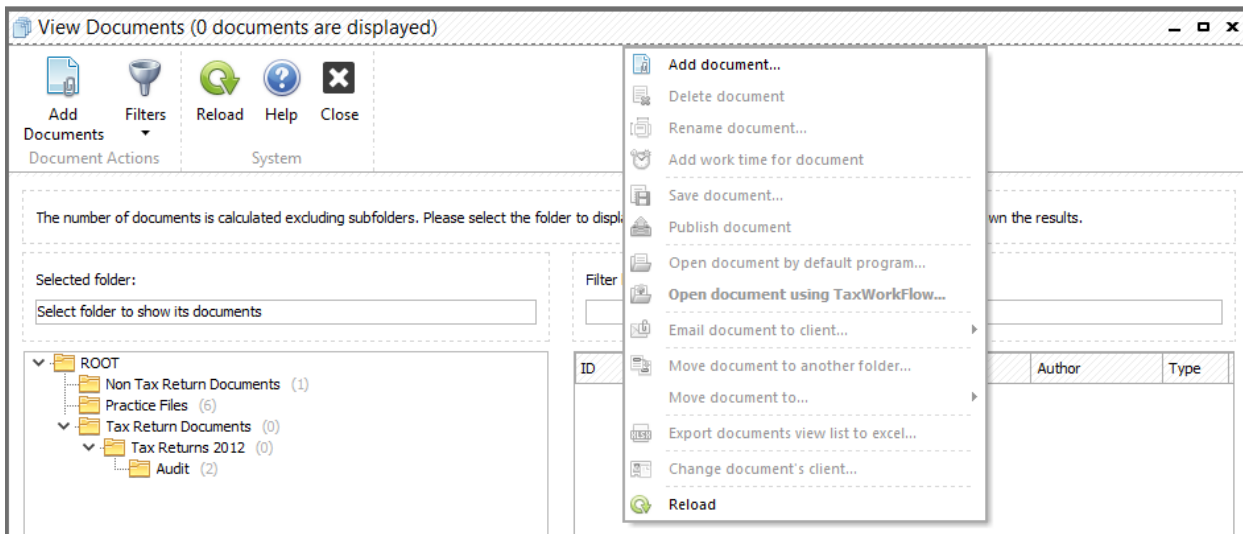 View Documents (0 documents are displayed)
Add Documents
Filters
Reload
Help
Close
Document Actions
System
The number of documents is calculated excluding subfolders. Please select the folder to displ
wn the results.
Selected folder:
Filter
Select folder to show its documents
ROOT
Non Tax Return Documents (1)
Practice Files (6)
Tax Return Documents (0)
Tax Returns 2012 (0)
Audit (2)
ID
Author
Type
Add document...
Delete document
Rename document...
Add work time for document
Save document...
Publish document
Open document by default program...
Open document using TaxWorkFlow...
Email document to client...
Move document to another folder...
Move document to...
Export documents view list to excel...
Change document's client...
Reload